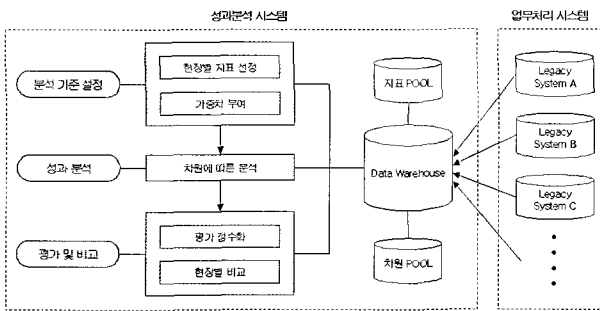 성과분석 시스템
업무처리 시스템
분석 기준 설정
현장별 지표 선정
가중치 부여
성과 분석
차원에 따른 분석
평가 및 비교
평가 점수화
현장별 비교
지표 POOL
Data Warehouse
차원 POOL
Legacy
System A
Legacy
System B
Legacy
System C